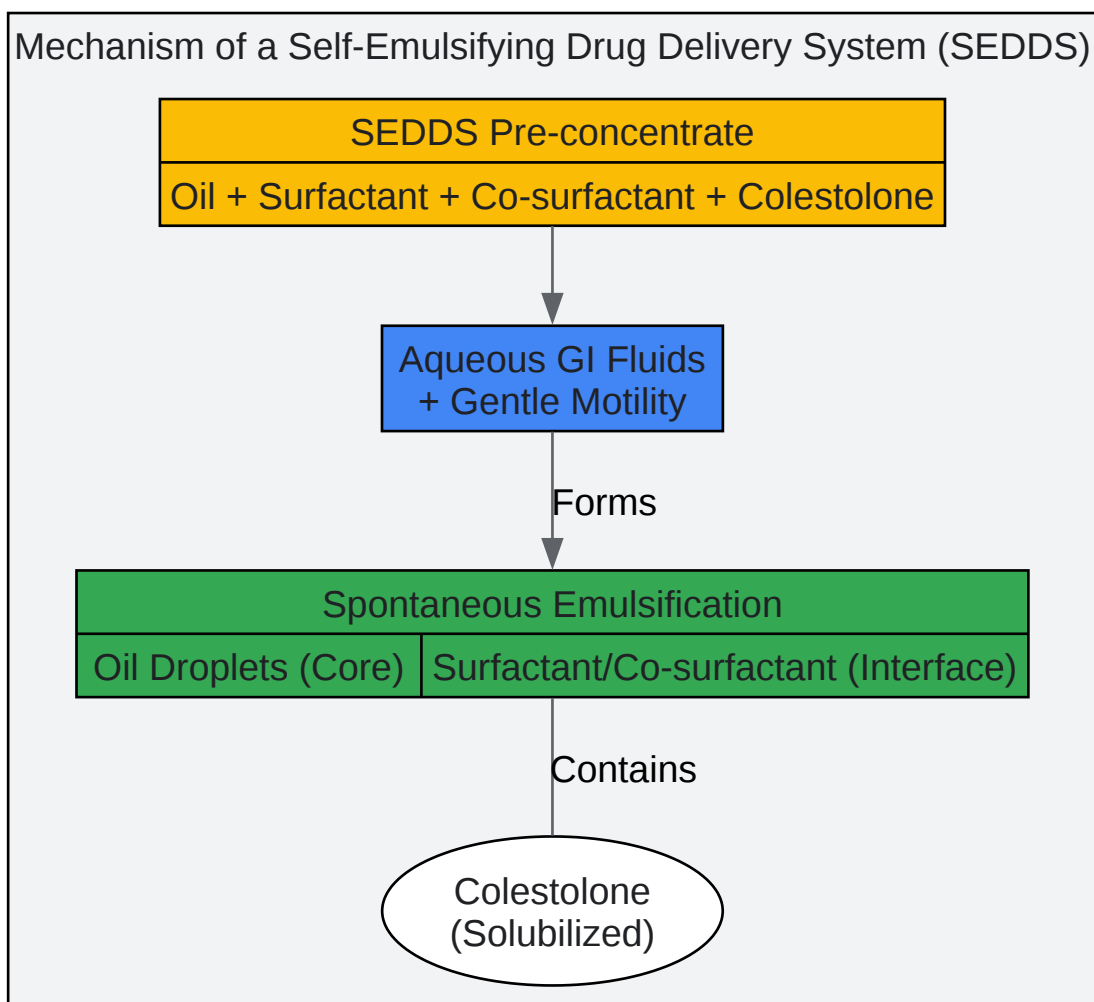 Mechanism of a Self-Emulsifying Drug Delivery System (SEDDS)
SEDDS Pre-concentrate
Oil + Surfactant + Co-surfactant + Colestolone
Aqueous GI Fluids
+ Gentle Motility
Forms
Spontaneous Emulsification
Oil Droplets (Core)
Surfactant/Co-surfactant (Interface)
Contains
Colestolone
(Solubilized)